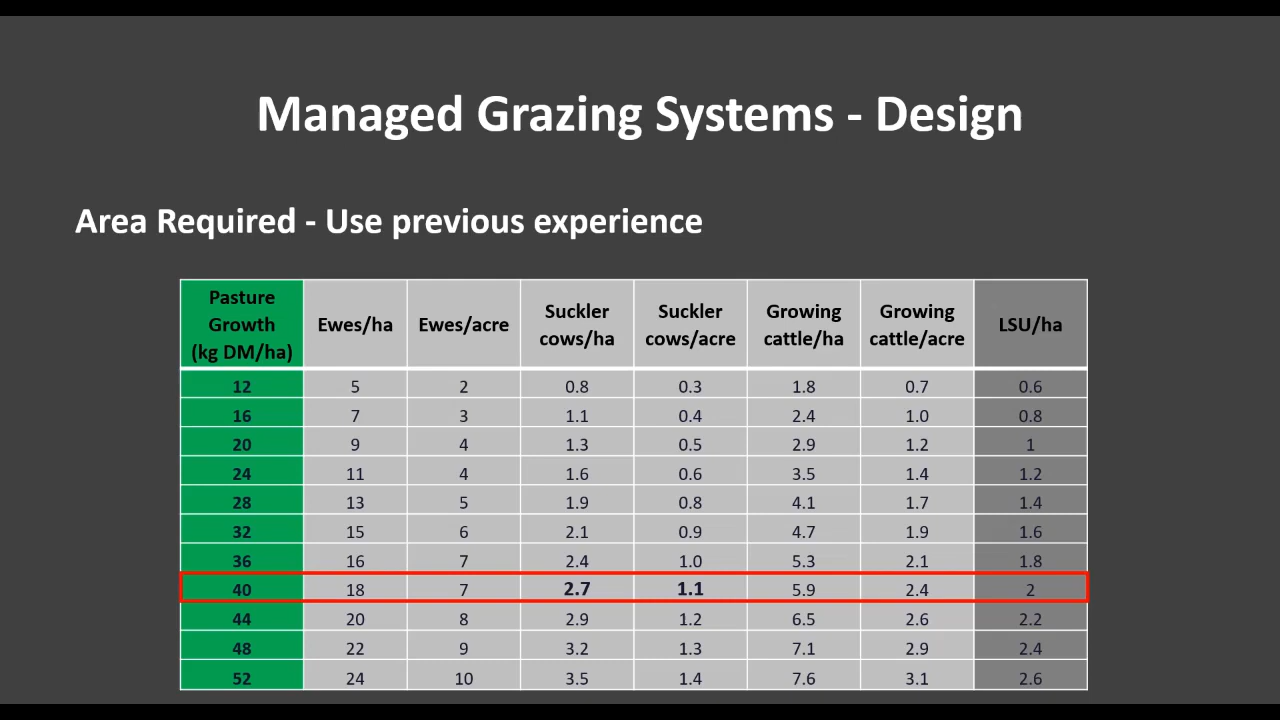 Managed Grazing Systems - Design
Area Required - Use previous experience
Pasture Growth (kg DM/ha) Ewes/ha Ewes/acre Suckler cows/ha Suckler cows/acre Growing cattle/ha Growing cattle/acre LSU/ha
12 5 2 0.8 0.3 1.8 0.7 0.6
16 7 3 1.1 0.4 2.4 1.0 0.8
20 9 4 1.3 0.5 2.9 1.2 1
24 11 4 1.6 0.6 3.5 1.4 1.2
28 13 5 1.9 0.8 4.1 1.7 1.4
32 15 6 2.1 0.9 4.7 1.9 1.6
36 16 7 2.4 1.0 5.3 2.1 1.8
40 18 7 2.7 1.1 5.9 2.4 2
44 20 8 2.9 1.2 6.5 2.6 2.2
48 22 9 3.2 1.3 7.1 2.9 2.4
52 24 10 3.5 1.4 7.6 3.1 2.6